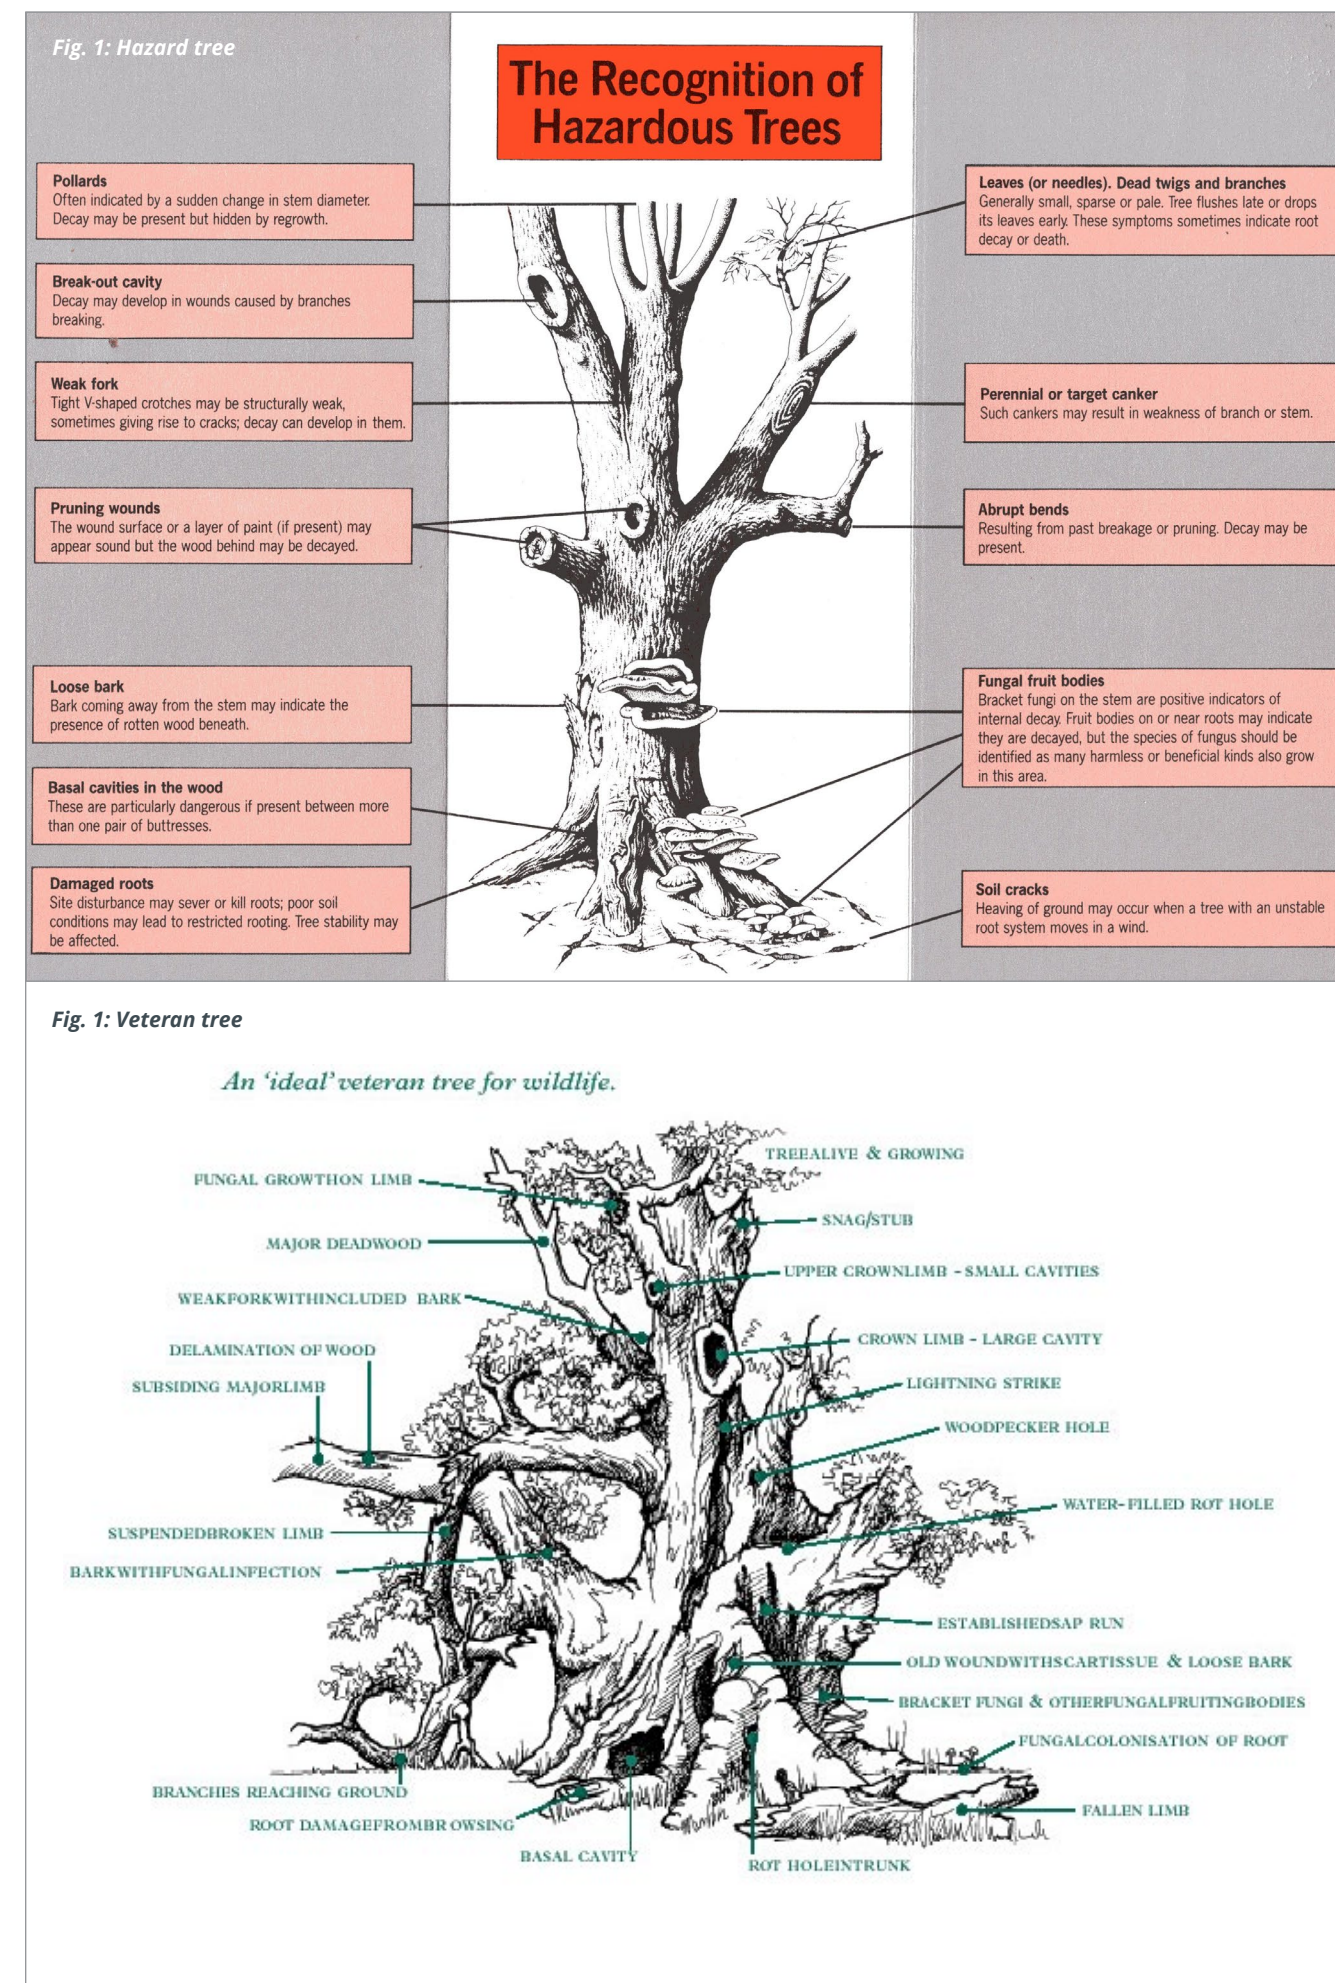 Fig. 1: Hazard tree
The Recognition of
Hazardous Trees
Pollards
Often indicated by a sudden change in stem diameter.
Decay may be present but hidden by regrowth.
Break-out cavity
Decay may develop in wounds caused by branches
breaking.
Weak fork
Tight V-shaped crotches may be structurally weak,
sometimes giving rise to cracks; decay can develop in them.
Pruning wounds
The wound surface or a layer of paint (if present) may
appear sound but the wood behind may be decayed.
Loose bark
Bark coming away from the stem may indicate the
presence of rotten wood beneath.
Basal cavities in the wood
These are particularly dangerous if present between more
than one pair of buttresses.
Damaged roots
Site disturbance may sever or kill roots; poor soil
conditions may lead to restricted rooting. Tree stability may
be affected.
Leaves (or needles). Dead twigs and branches
Generally small, sparse or pale. Tree flushes late or drops
its leaves early. These symptoms sometimes indicate root
decay or death.
Perennial or target canker
Such cankers may result in weakness of branch or stem.
Abrupt bends
Resulting from past breakage or pruning. Decay may be
present.
Fungal fruit bodies
Bracket fungi on the stem are positive indicators of
internal decay. Fruit bodies on or near roots may indicate
they are decayed, but the species of fungus should be
identified as many harmless or beneficial kinds also grow
in this area.
Soil cracks
Heaving of ground may occur when a tree with an unstable
root system moves in a wind.
Fig. 1: Veteran tree
An 'ideal' veteran tree for wildlife.
TREEALIVE & GROWING
FUNGAL GROWTHON LIMB
SNAG/STUB
MAJOR DEADWOOD
UPPER CROWNLIMB - SMALL CAVITIES
WEAKFORKWITHINCLUDED BARK
CROWN LIMB - LARGE CAVITY
DELAMINATION OF WOOD
SUBSIDING MAJORLIMB
LIGHTNING STRIKE
WOODPECKER HOLE
WATER-FILLED ROT HOLE
SUSPENDEDBROKEN LIMB
BARKWITHFUNGALINFECTION
ESTABLISHEDSAP RUN
OLD WOUNDWITHSCARTISSUE & LOOSE BARK
BRACKET FUNGI & OTHERFUNGALFRUITINGBODIES
FUNGALCOLONISATION OF ROOT
BRANCHES REACHING GROUND
FALLEN LIMB
ROOT DAMAGEFROMBR OWSING
BASAL CAVITY
ROT HOLEINTRUNK